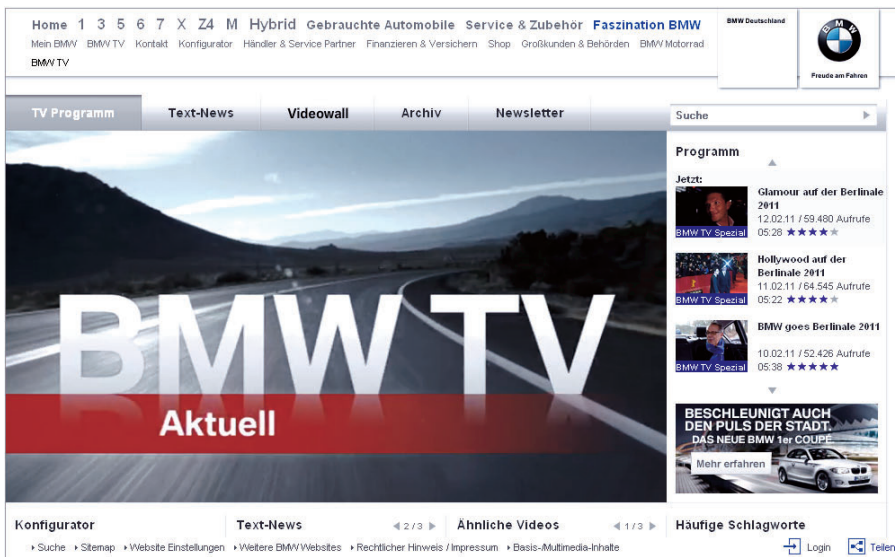 Home 1 3 5 6 7 X Z4 M Hybrid Gebrauchte Automobile Service & Zubehör Faszination BMW
Mein BMW BMW TV Kontakt Konfigurator Händler & Service Partner Finanzieren & Versichern Shop Großkunden & Behörden BMW Motorrad
BMW TV
BMW Deutschland
BMW
Freude am Fahren
TV Programm Text-News Videowall Archiv Newsletter
Suche
BMW TV
Aktuell
Programm
Jetzt:
Glamour auf der Berlinale
2011
12.02.11 / 59.480 Aufrufe
BMW TV Spezial 05:28
Hollywood auf der
Berlinale 2011
11.02.11 / 64.545 Aufrufe
BMW TV Spezial 05:22
BMW goes Berlinale 2011
10.02.11 / 52.426 Aufrufe
BMW TV Spezial 05:38
BESCHLEUNIGT AUCH
DEN PULS DER STADT.
DAS NEUE BMW 1er COUPÉ.
Mehr erfahren
Konfigurator Text-News 2 / 3 Ähnliche Videos 1 / 3 Häufige Schlagworte
Suche Sitemap Website Einstellungen Weitere BMW Websites Rechtlicher Hinweis / Impressum Basis-/Multimedia-Inhalte Login Teilen